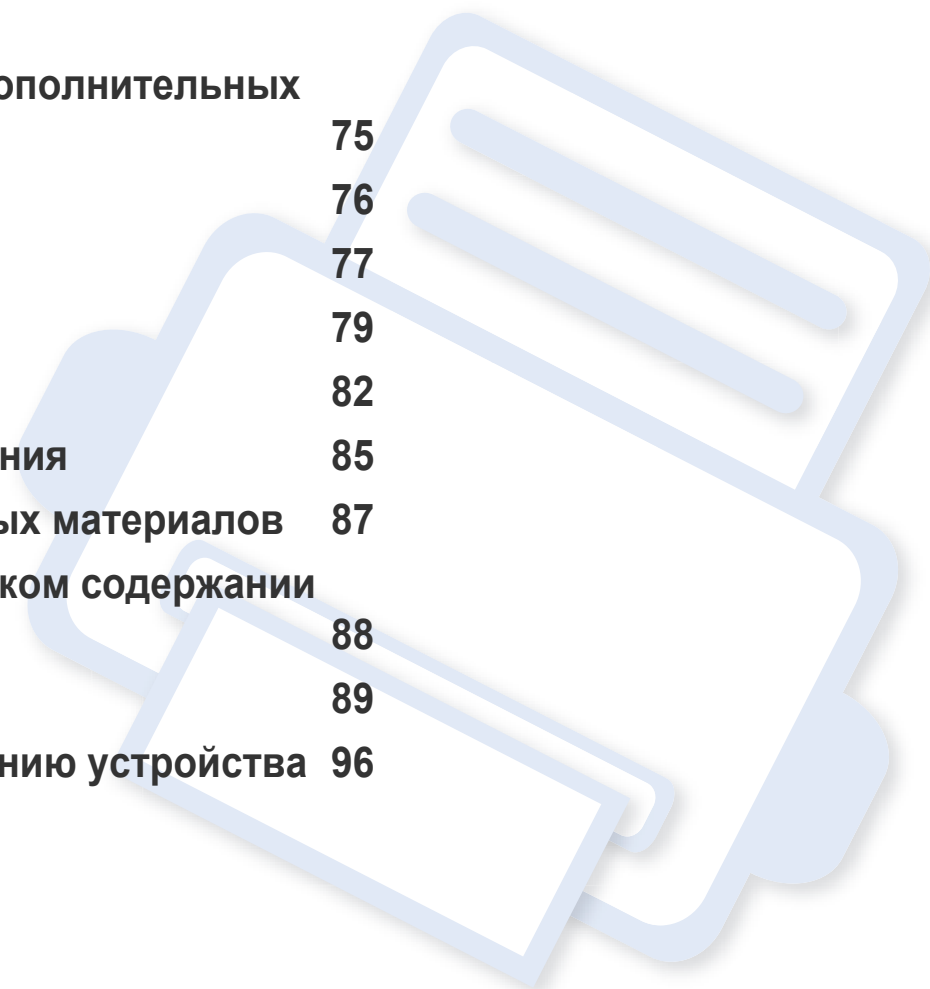 ополнительных
75
76
77
79
82
ния 85
ых материалов 87
ком содержании
88
89
нию устройства 96